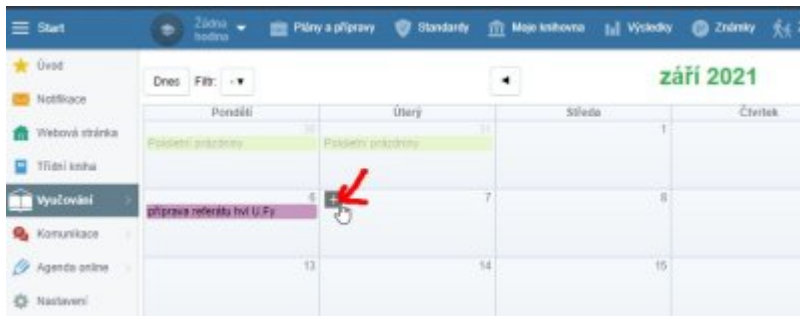 Start
Žádná
hodina
Plány a přípravy
Standardy
Moje knihovna
Výsledky
Známky
Úvod
Notifikace
Webová stránka
Třídní kniha
Vyučování
Komunikace
Agenda online
Nastavení
Dnes Filtr: -
září 2021
Pondělí Úterý Středa Čtvrtek
30 31 1
Pololetní prázdniny Pololetní prázdniny
6 7 8
příprava referátu hvl U.Fy
13 14 15